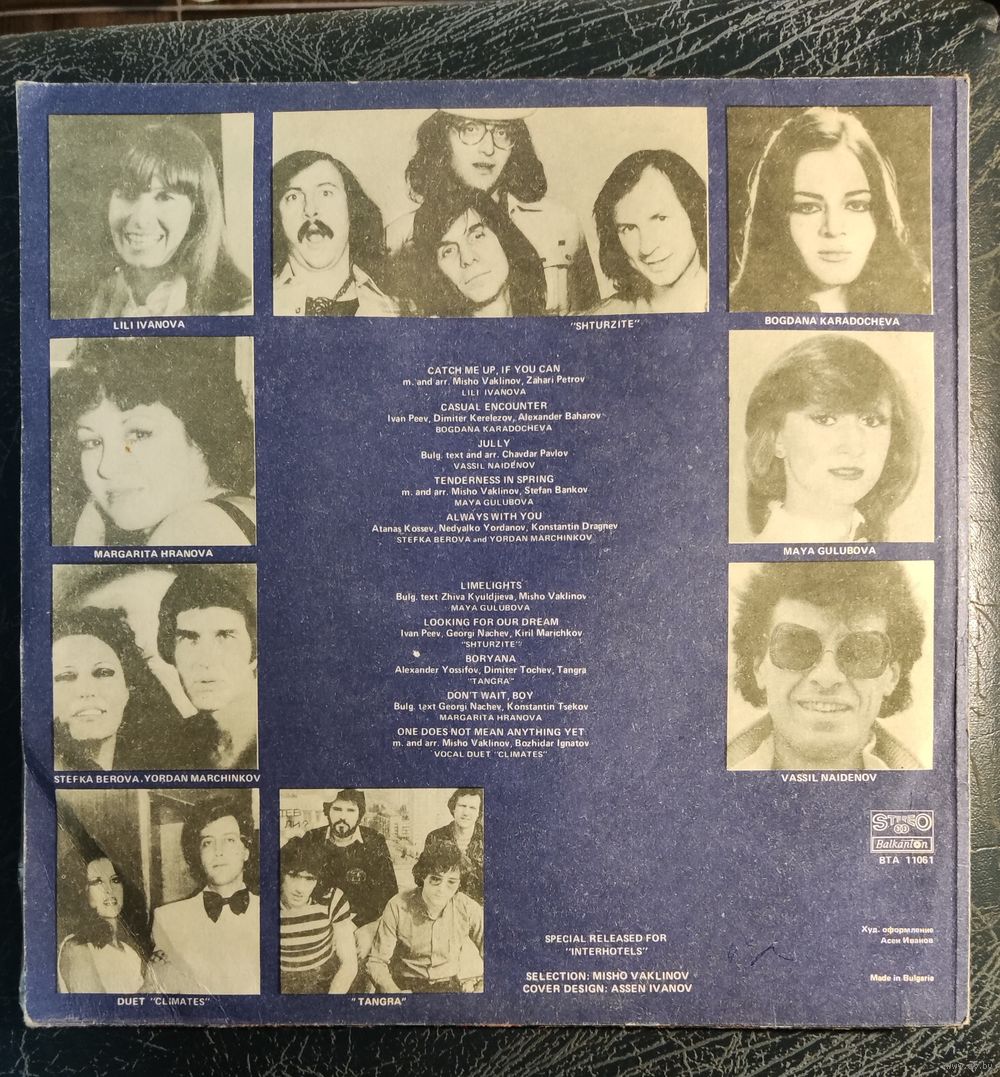 LILI IVANOVA
"SHTURZITE"
BOGDANA KARADOCHEVA
CATCH ME UP, IF YOU CAN
m. and arr. Misho Vaklinov, Zahari Petrov
LILI IVANOVA
CASUAL ENCOUNTER
Ivan Peev, Dimiter Kerelezov, Alexander Baharov
BOGDANA KARADOCHEVA
JULLY
Bulg. text and arr. Chavdar Pavlov
VASSIL NAIDENOV
TENDERNESS IN SPRING
m. and arr. Misho Vaklinov, Stefan Bankov
MAYA GULUBOVA
ALWAYS WITH YOU
Atanas Kossev, Nedyalko Yordanov, Konstantin Dragnev
STEFKA BEROVA and YORDAN MARCHINKOV
MARGARITA HRANOVA
MAYA GULUBOVA
LIMELIGHTS
Bulg. text Zhiva Kyuldjieva, Misho Vaklinov
MAYA GULUBOVA
LOOKING FOR OUR DREAM
Ivan Peev, Georgi Nachev, Kiril Marichkov
"SHTURZITE"
BORYANA
Alexander Yossifov, Dimiter Tochev, Tangra
"TANGRA"
DON'T WAIT, BOY
Bulg. text Georgi Nachev, Konstantin Tsekov
MARGARITA HRANOVA
ONE DOES NOT MEAN ANYTHING YET
m. and arr. Misho Vaklinov, Bozhidar Ignatov
VOCAL DUET "CLIMATES"
STEFKA BEROVA. YORDAN MARCHINKOV
VASSIL NAIDENOV
STEREO
Balkanton
BTA 11061
Худ. оформление
Асен Иванов
SPECIAL RELEASED FOR
"INTERHOTELS"
SELECTION: MISHO VAKLINOV
COVER DESIGN: ASSEN IVANOV
Made in Bulgaria
DUET "CLIMATES"
"TANGRA"